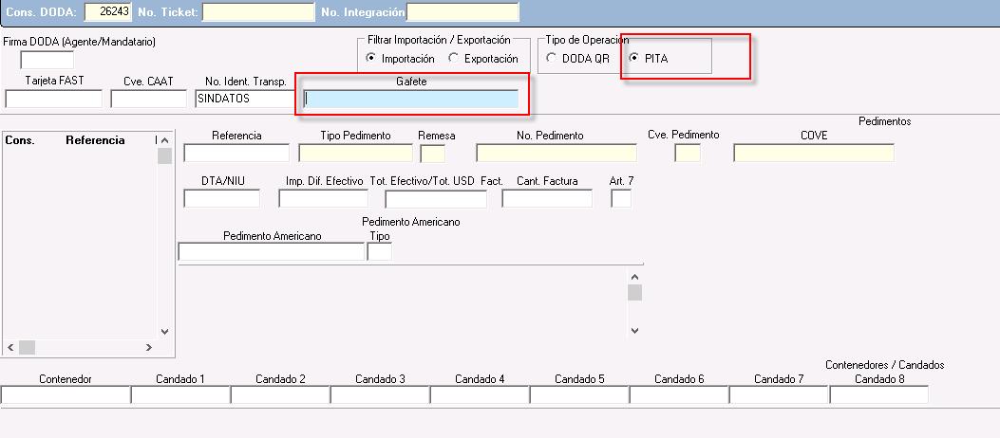 Cons. DODA: 26243 No. Ticket: No. Integración
Firma DODA (Agente/Mandatario)
Filtrar Importación / Exportación
Importación Exportación
Tipo de Operación
DODA QR PITA
Tarjeta FAST Cve. CAAT No. Ident. Transp. Gafete
SINDATOS
Pedimentos
Cons. Referencia
Referencia Tipo Pedimento Remesa No. Pedimento Cve. Pedimento COVE
DTA/NIU Imp. Dif. Efectivo Tot. Efectivo/Tot. USD Fact. Cant. Factura Art. 7
Pedimento Americano
Pedimento Americano Tipo
Contenedores / Candados
Contenedor Candado 1 Candado 2 Candado 3 Candado 4 Candado 5 Candado 6 Candado 7 Candado 8